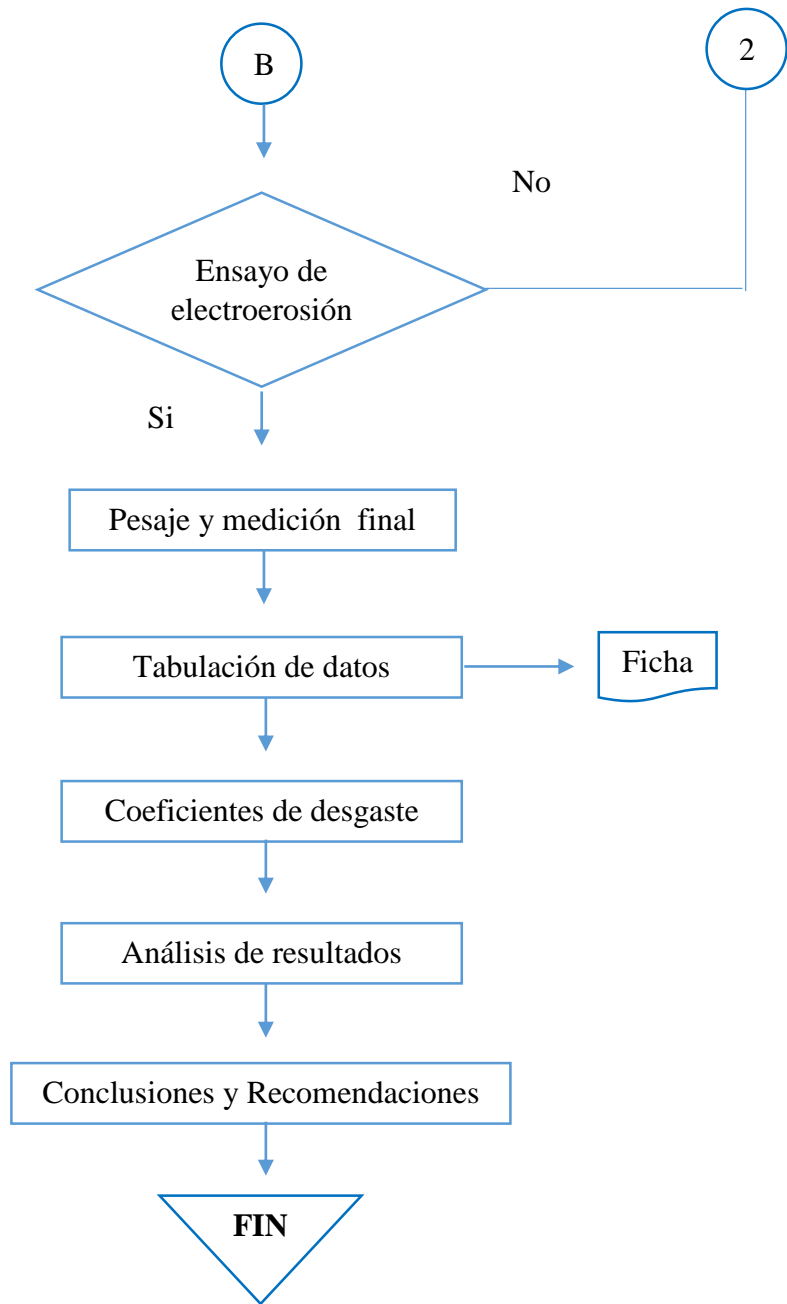 B
2
No
Ensayo de
electroerosión
Si
Pesaje y medición  final
Tabulación de datos
Ficha
Coeficientes de desgaste
Análisis de resultados
Conclusiones y Recomendaciones
FIN